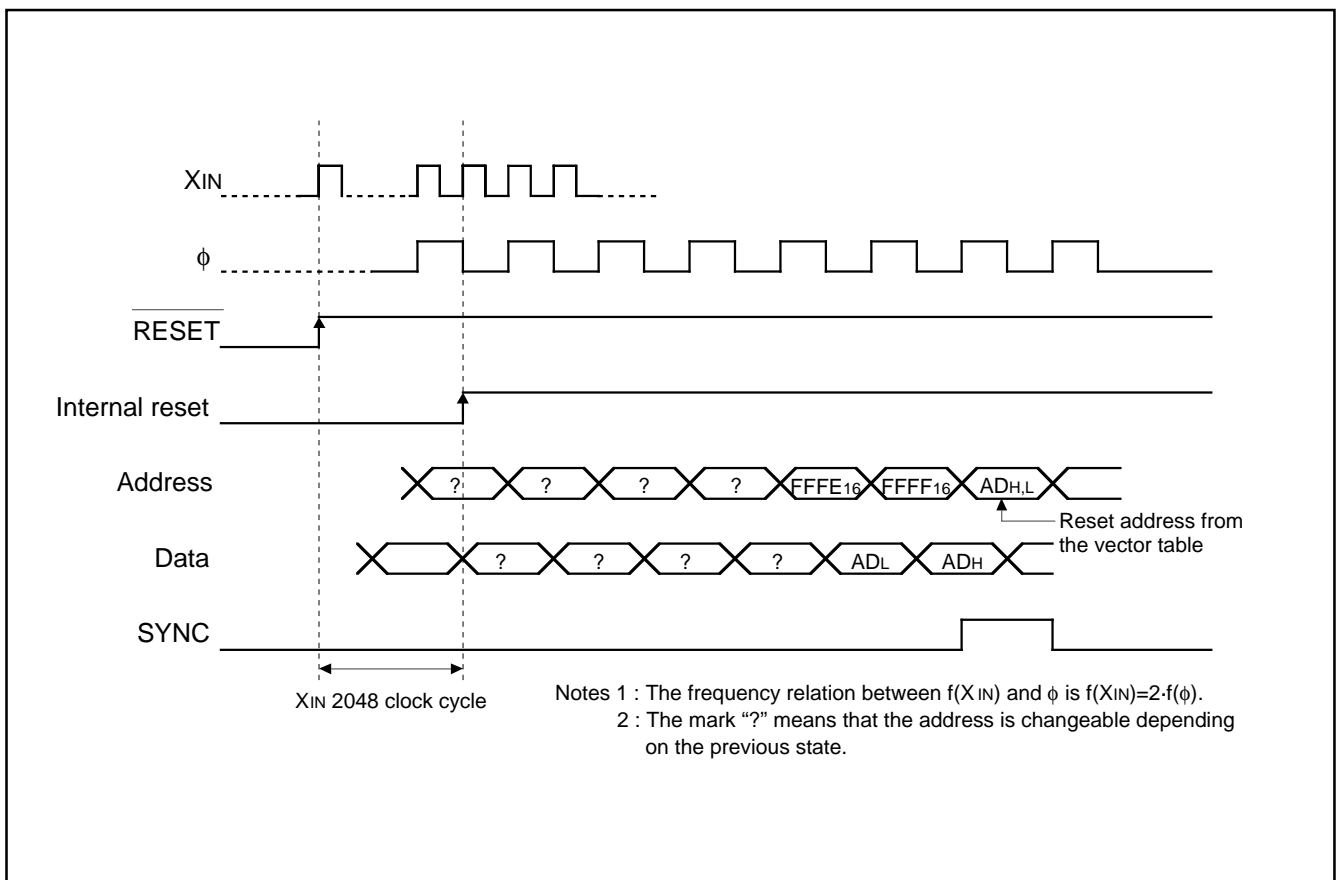 XIN
ϕ
RESET
Internal reset
Address ? ? ? ? FFFE16 FFFF16 ADH,L
Reset address from
the vector table
Data ? ? ? ? ADL ADH
SYNC
XIN 2048 clock cycle
Notes 1 : The frequency relation between f(XIN) and ϕ is f(XIN)=2·f(ϕ).
2 : The mark “?” means that the address is changeable depending
on the previous state.